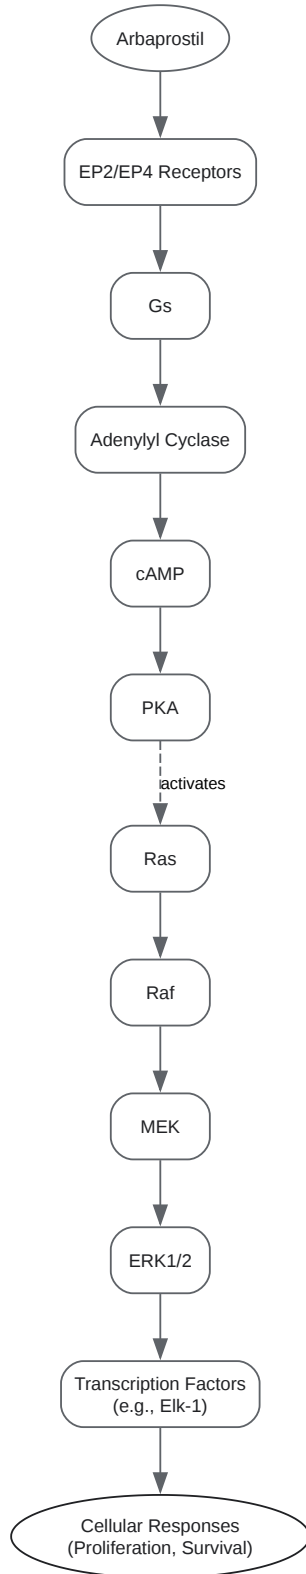 Arbaprostil
EP2/EP4 Receptors
Gs
Adenylyl Cyclase
cAMP
PKA
activates
Ras
Raf
MEK
ERK1/2
Transcription Factors
(e.g., Elk-1)
Cellular Responses
(Proliferation, Survival)